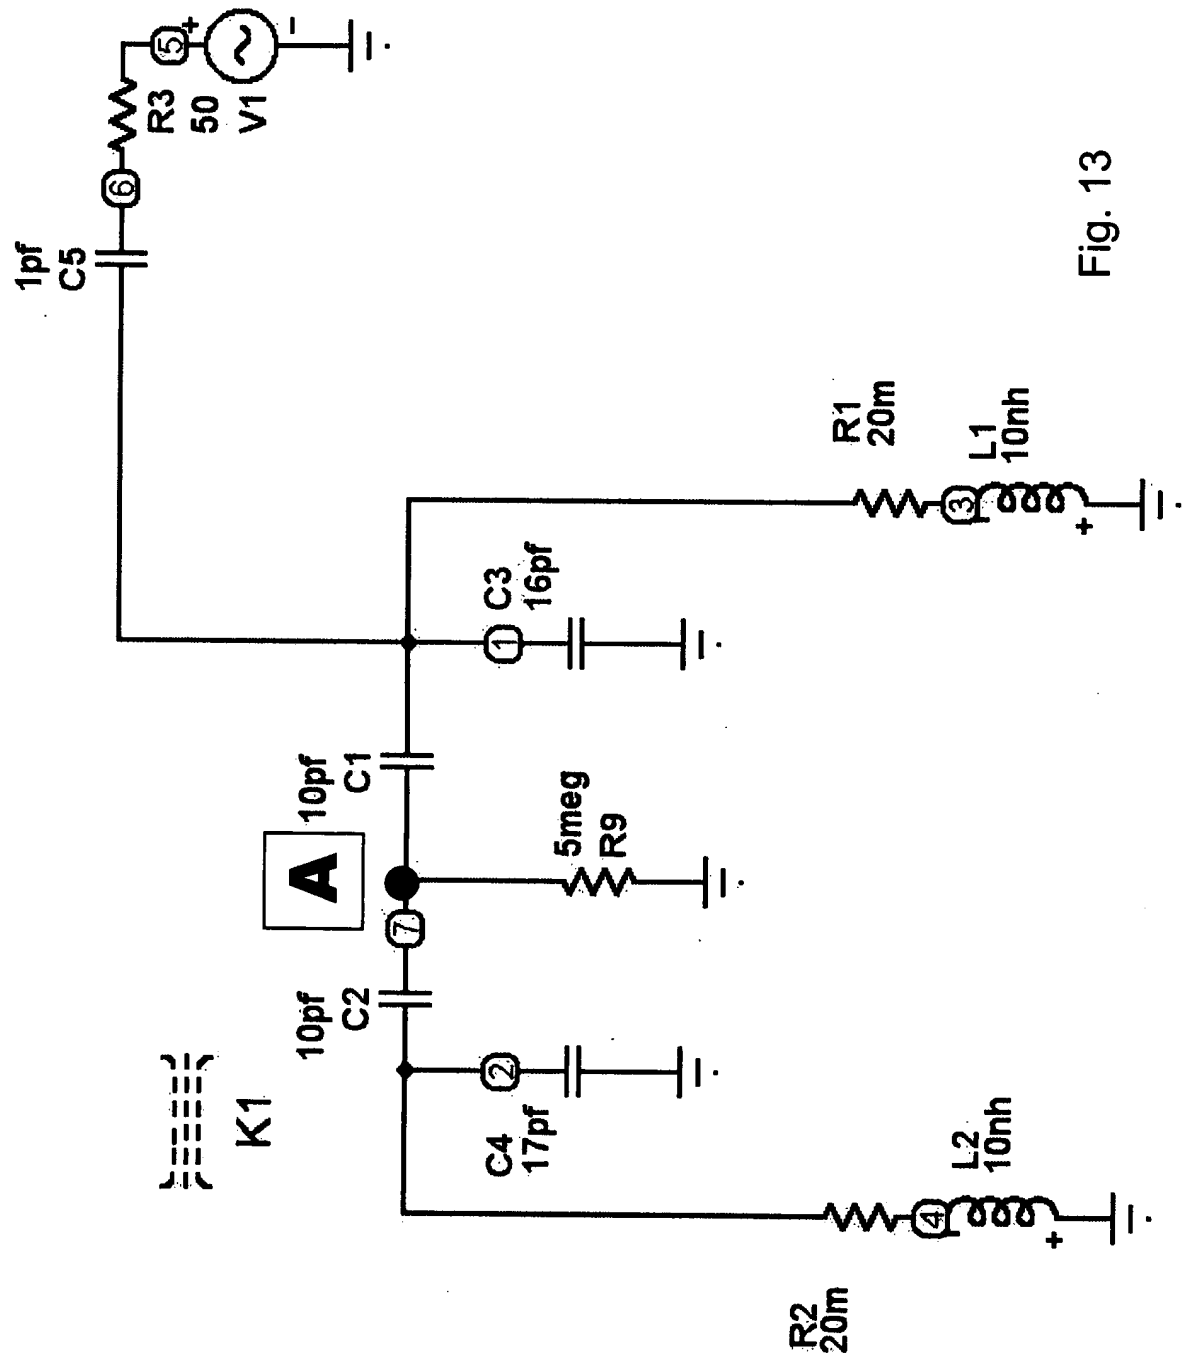 5
+
-
R3
50
V1
6
1pf
C5
Fig. 13
R1
20m
L1
10nh
3
+
1
C3
16pf
10pf
C1
A
5meg
R9
7
10pf
C2
K1
2
C4
17pf
L2
10nh
4
+
R2
20m